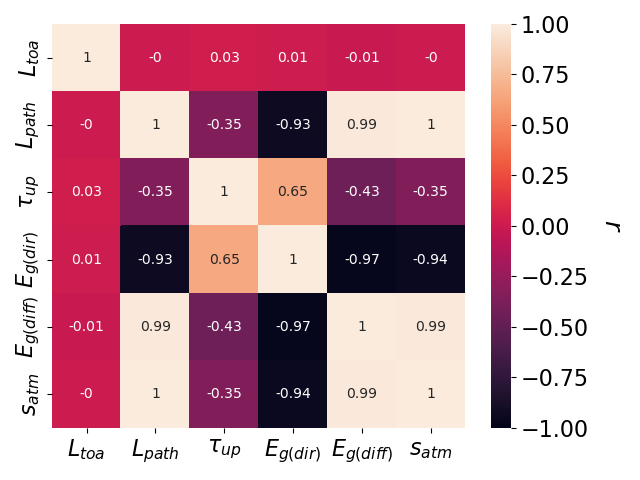 L_toa 1 -0 0.03 0.01 -0.01 -0
L_path -0 1 -0.35 -0.93 0.99 1
τ_up 0.03 -0.35 1 0.65 -0.43 -0.35
E_g(dir) 0.01 -0.93 0.65 1 -0.97 -0.94
E_g(diff) -0.01 0.99 -0.43 -0.97 1 0.99
s_atm -0 1 -0.35 -0.94 0.99 1
L_toa L_path τ_up E_g(dir) E_g(diff) s_atm
1.00
0.75
0.50
0.25
0.00
−0.25
−0.50
−0.75
−1.00
r